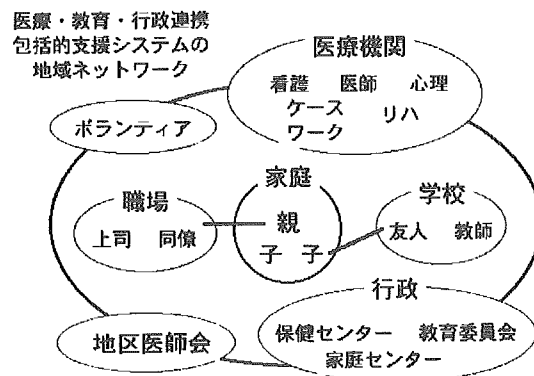 医療・教育・行政連携
包括的支援システムの
地域ネットワーク
医療機関
看護 医師 心理
ケース
ワーク
リハ
ボランティア
家庭
親
子 子
職場
上司 同僚
学校
友人 教師
行政
保健センター 教育委員会
家庭センター
地区医師会